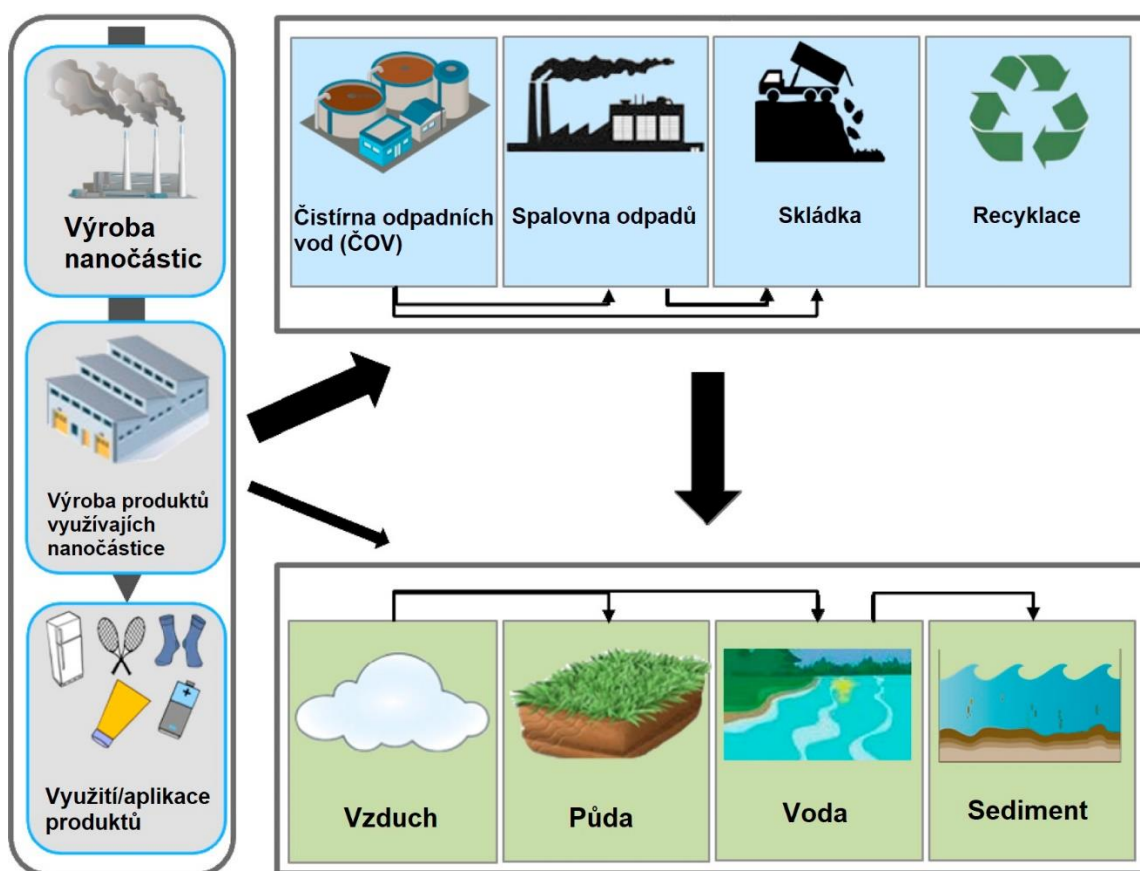 Výroba
nanočástic
Výroba produktů
využívajích
nanočástice
Využití/aplikace
produktů
Čistírna odpadních
vod (ČOV)
Spalovna odpadů
Skládka
Recyklace
Vzduch
Půda
Voda
Sediment